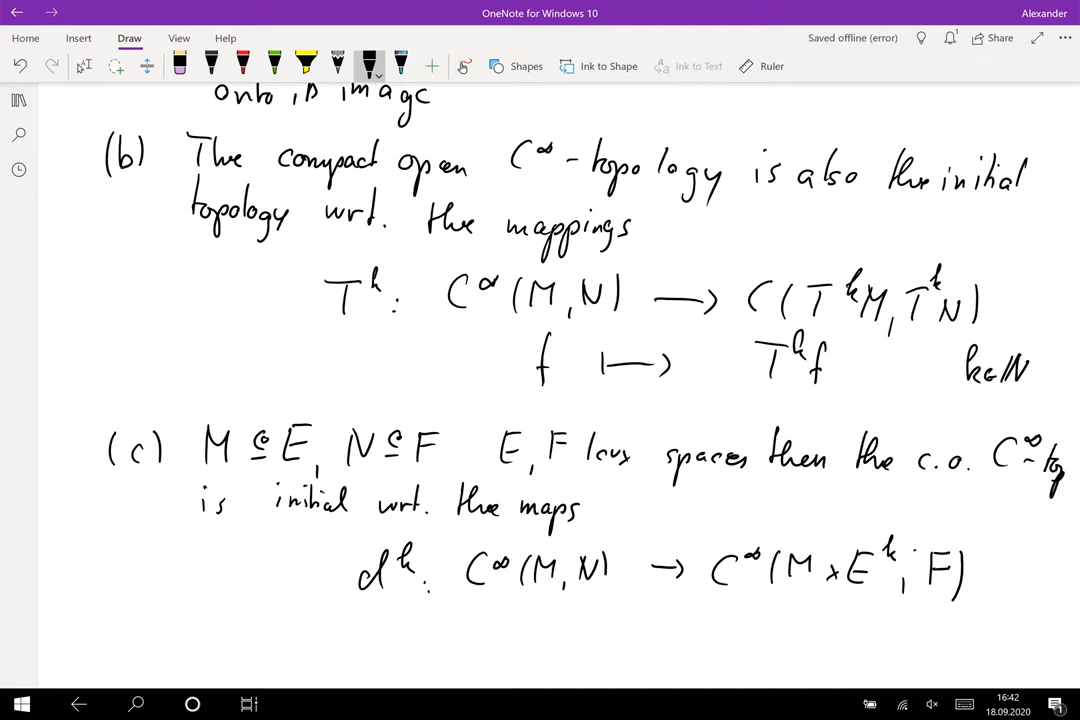 OneNote for Windows 10
Alexander
Home Insert Draw View Help
Saved offline (error)
Share
Shapes
Ink to Shape
Ink to Text
Ruler
onto its image
(b) The compact open C^∞ - topology is also the initial
topology wrt. the mappings
T^k : C^∞(M,N) → C(T^kM, T^kN)
f ↦ T^kf k∈ℕ
(c) M ⊆ E, N ⊆ F E, F lcvx spaces then the c.o. C^∞-top
is initial wrt. the maps
d^k : C^∞(M,N) → C^∞(M × E^k, F)
16:42
18.09.2020